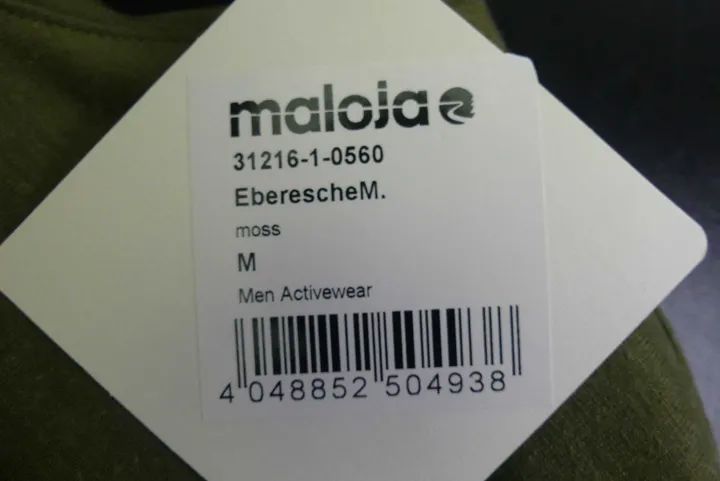 maloja
31216-1-0560
EberescheM.
moss
M
Men Activewear
4 048852 504938